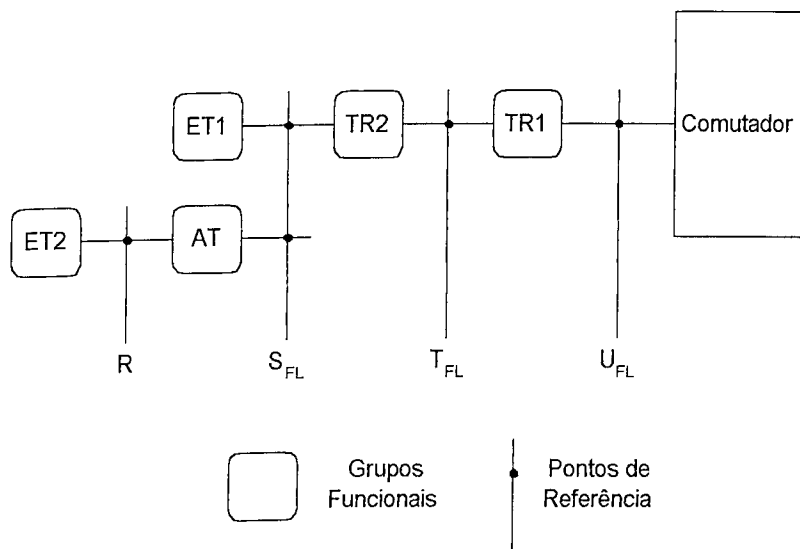 ET1
TR2
TR1
Comutador
ET2
AT
R
S_FL
T_FL
U_FL
Grupos
Funcionais
Pontos de
Referência